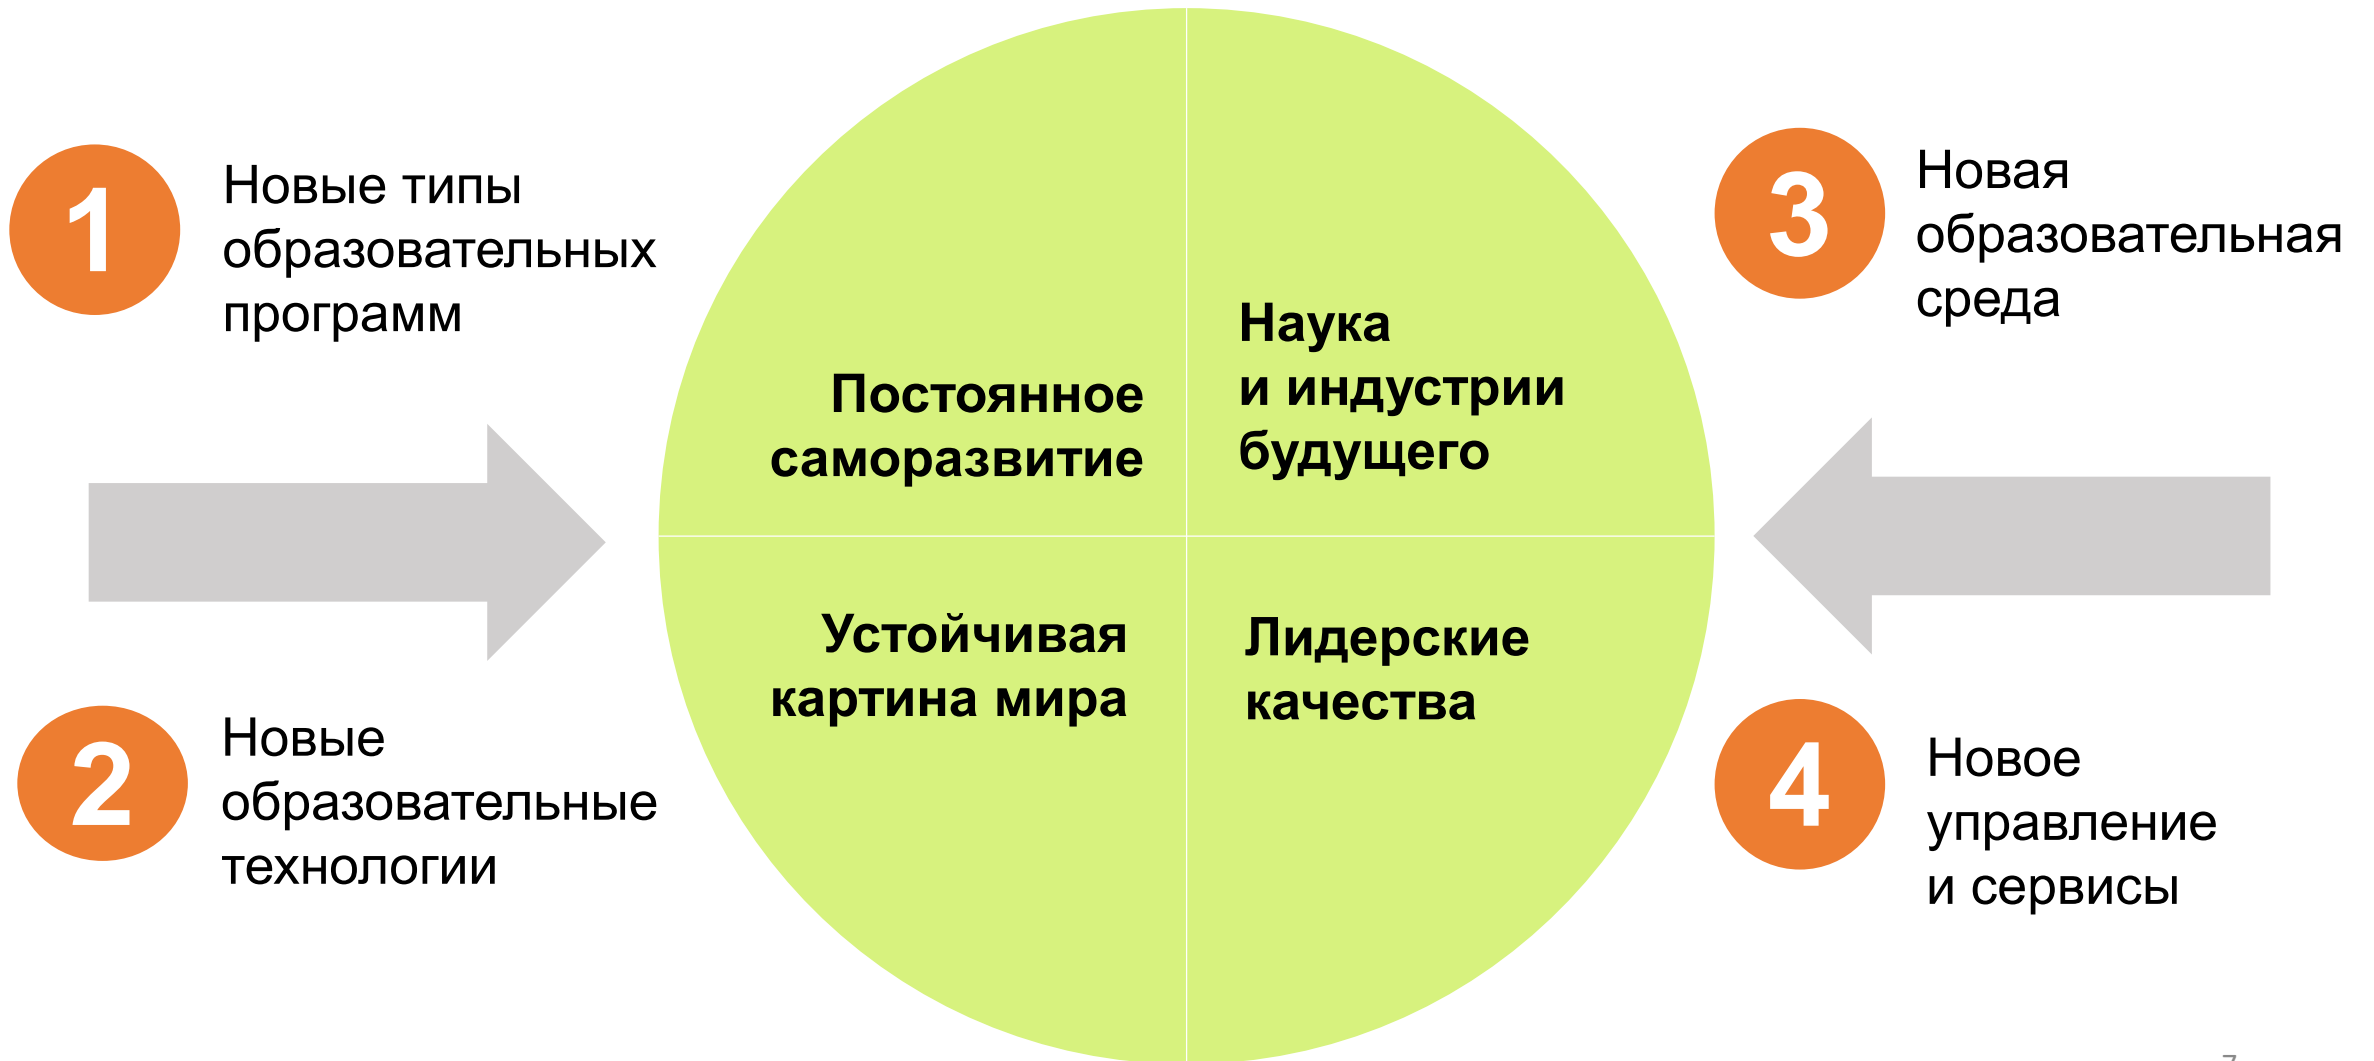 1
Новые типы
образовательных
программ
2
Новые
образовательные
технологии
Постоянное
саморазвитие
Наука
и индустрии
будущего
Устойчивая
картина мира
Лидерские
качества
3
Новая
образовательная
среда
4
Новое
управление
и сервисы